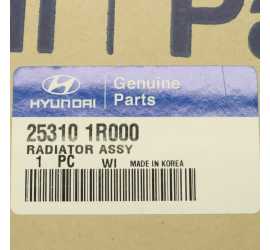 Genuine
Parts
HYUNDAI
25310 1R000
RADIATOR ASSY
1 PC WI MADE IN KOREA